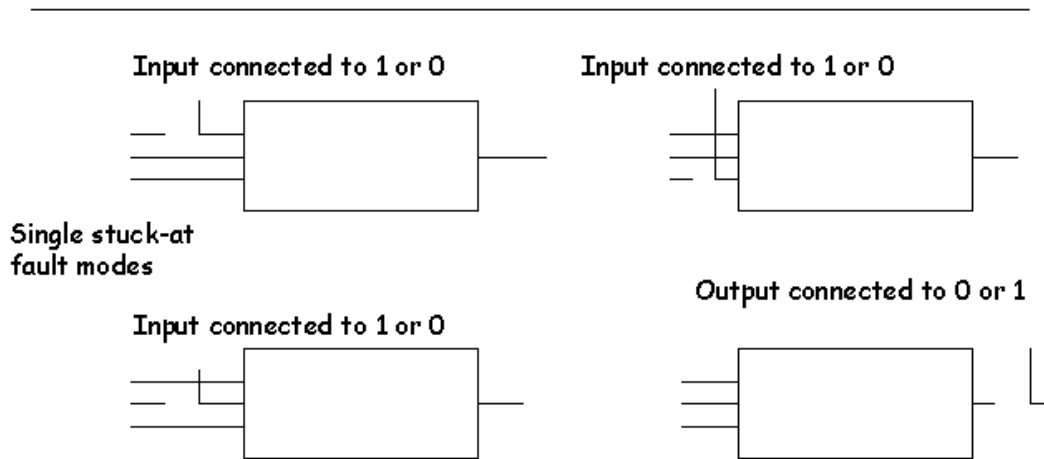 Input connected to 1 or 0
Input connected to 1 or 0
Single stuck-at
fault modes
Output connected to 0 or 1
Input connected to 1 or 0